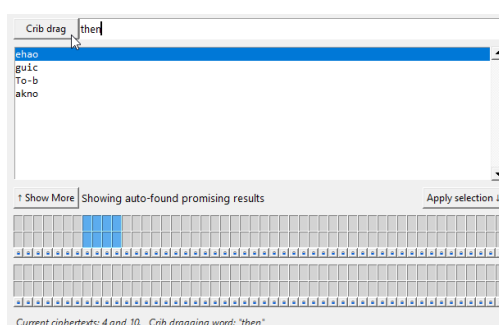 Crib drag then
ehao
guic
To-b
akno
↑ Show More Showing auto-found promising results Apply selection ↓
Current ciphertexts: 4 and 10. Crib dragging word: "then"